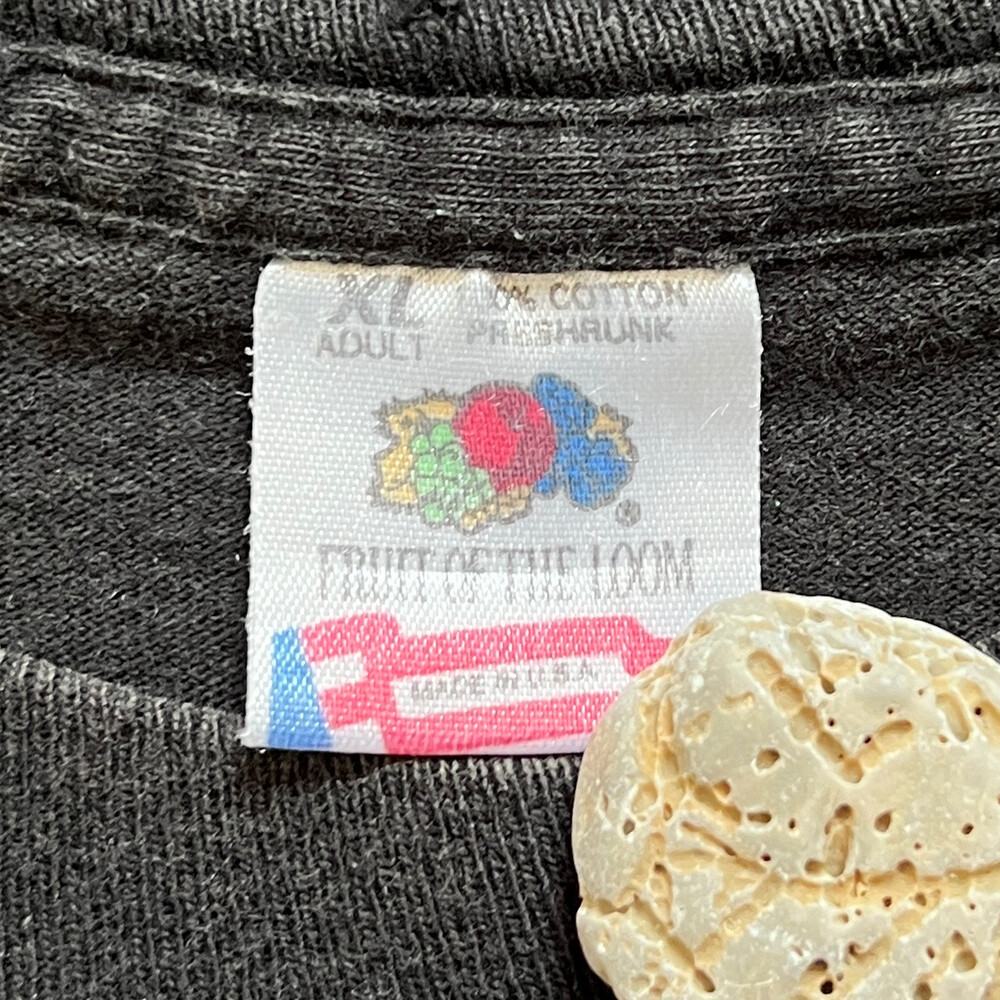 XL
ADULT
% COTTON
PRESHRUNK
®
FRUIT OF THE LOOM
MADE IN U.S.A.